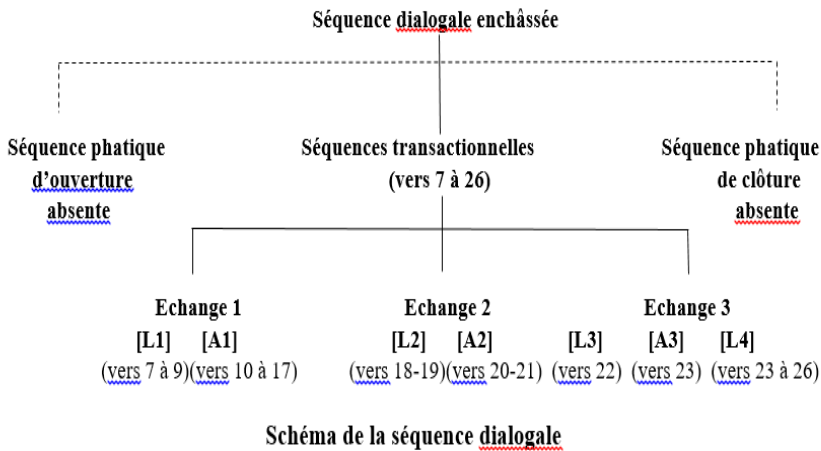 Séquence dialogale enchâssée
Séquence phatique
d’ouverture
absente
Séquences transactionnelles
(vers 7 à 26)
Séquence phatique
de clôture
absente
Echange 1
[L1] [A1]
(vers 7 à 9)(vers 10 à 17)
Echange 2
[L2] [A2]
(vers 18-19)(vers 20-21)
Echange 3
[L3] [A3] [L4]
(vers 22) (vers 23) (vers 23 à 26)
Schéma de la séquence dialogale